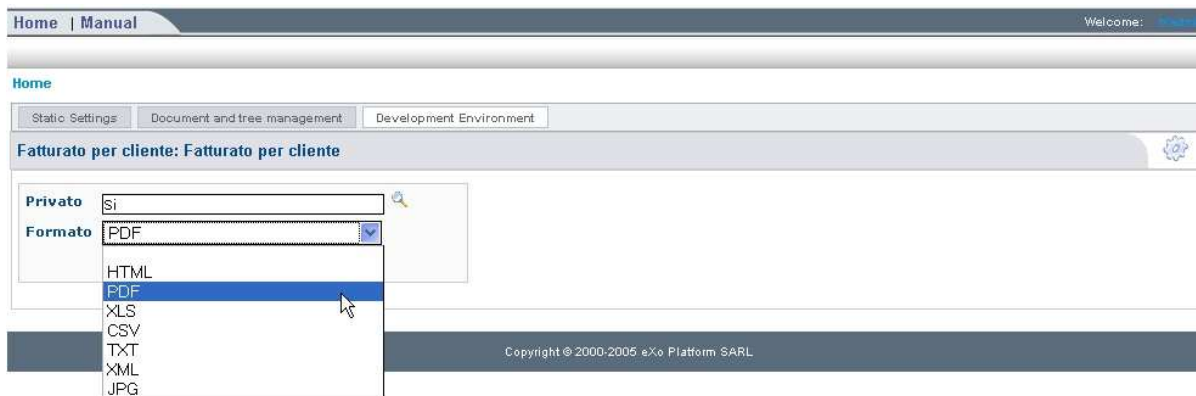 Home | Manual
Welcome:
Home
Static Settings
Document and tree management
Development Environment
Fatturato per cliente: Fatturato per cliente
Privato
Si
Formato
PDF
HTML
PDF
XLS
CSV
TXT
XML
JPG
Copyright © 2000-2005 eXo Platform SARL